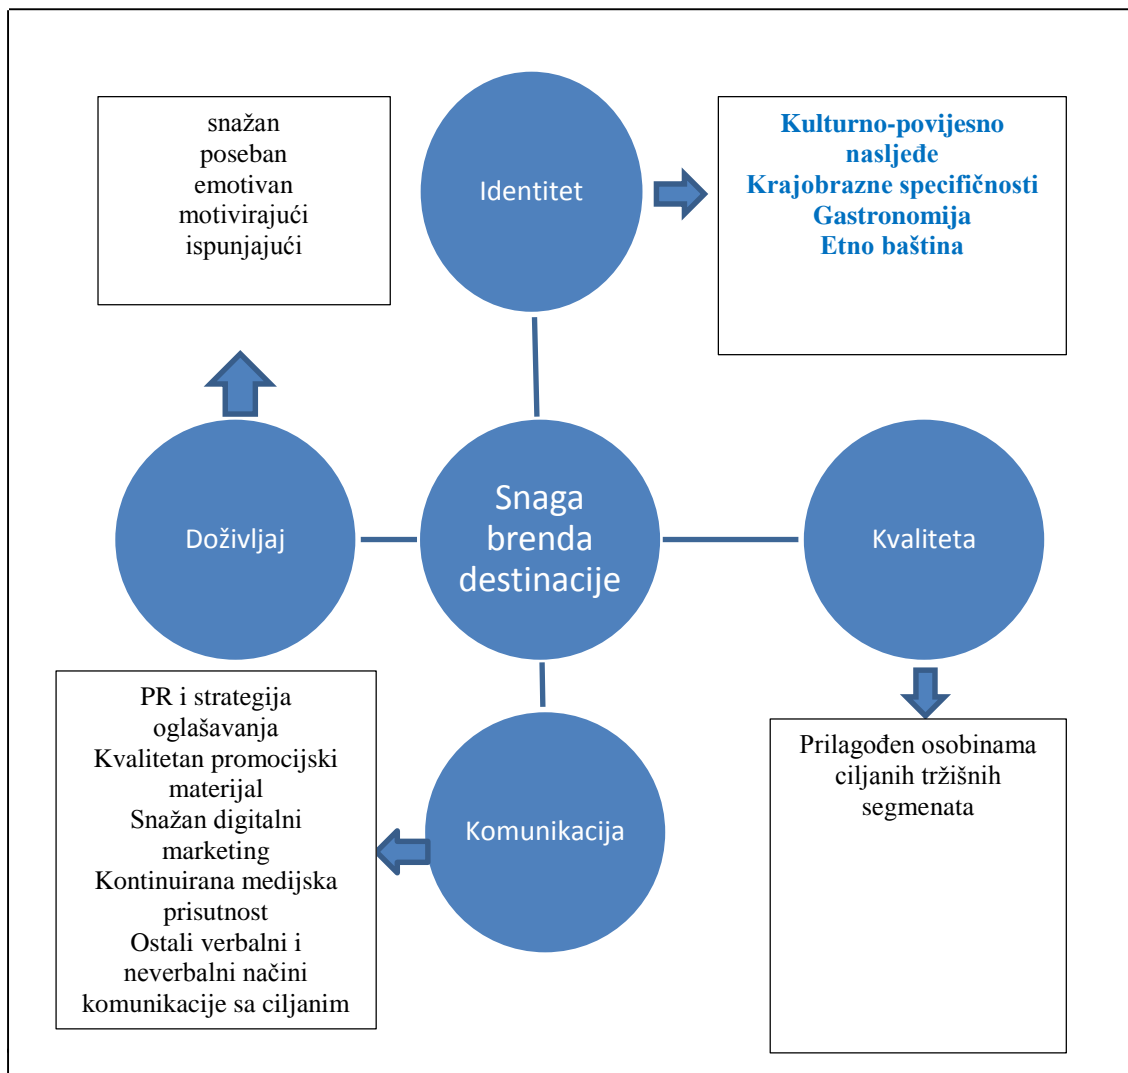 snažan
poseban
emotivan
motivirajući
ispunjajući
Identitet
Kulturno-povijesno
nasljeđe
Krajobrazne specifičnosti
Gastronomija
Etno baština
Doživljaj
Snaga
brenda
destinacije
Kvaliteta
PR i strategija
oglašavanja
Kvalitetan promocijski
materijal
Snažan digitalni
marketing
Kontinuirana medijska
prisutnost
Ostali verbalni i
neverbalni načini
komunikacije sa ciljanim
Komunikacija
Prilagođen osobinama
ciljanih tržišnih
segmenata